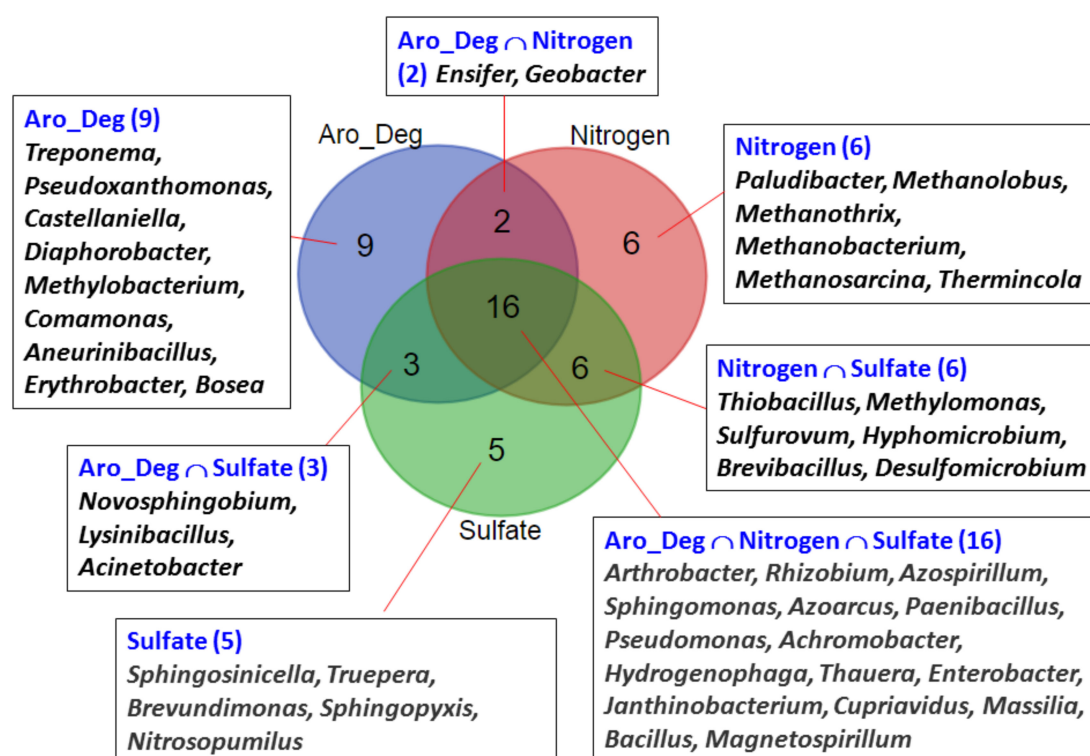 Aro_Deg ∩ Nitrogen
(2) Ensifer, Geobacter
Aro_Deg (9)
Treponema,
Pseudoxanthomonas,
Castellaniella,
Diaphorobacter,
Methylobacterium,
Comamonas,
Aneurinibacillus,
Erythrobacter, Bosea
Aro_Deg
Nitrogen
Nitrogen (6)
Paludibacter, Methanolobus,
Methanothrix,
Methanobacterium,
Methanosarcina, Thermincola
9
2
6
16
3
6
5
Sulfate
Nitrogen ∩ Sulfate (6)
Thiobacillus, Methylomonas,
Sulfurovum, Hyphomicrobium,
Brevibacillus, Desulfomicrobium
Aro_Deg ∩ Sulfate (3)
Novosphingobium,
Lysinibacillus,
Acinetobacter
Sulfate (5)
Sphingosinicella, Truepera,
Brevundimonas, Sphingopyxis,
Nitrosopumilus
Aro_Deg ∩ Nitrogen ∩ Sulfate (16)
Arthrobacter, Rhizobium, Azospirillum,
Sphingomonas, Azoarcus, Paenibacillus,
Pseudomonas, Achromobacter,
Hydrogenophaga, Thauera, Enterobacter,
Janthinobacterium, Cupriavidus, Massilia,
Bacillus, Magnetospirillum